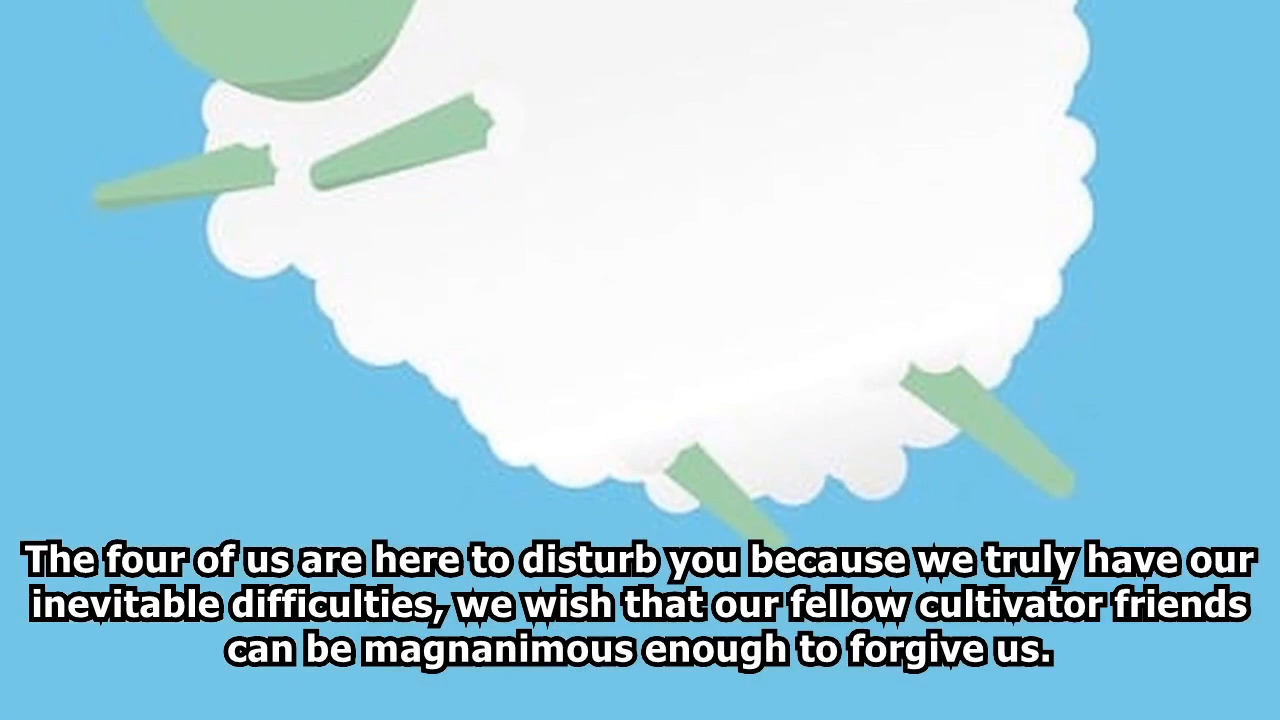 The four of us are here to disturb you because we truly have our
inevitable difficulties, we wish that our fellow cultivator friends
can be magnanimous enough to forgive us.